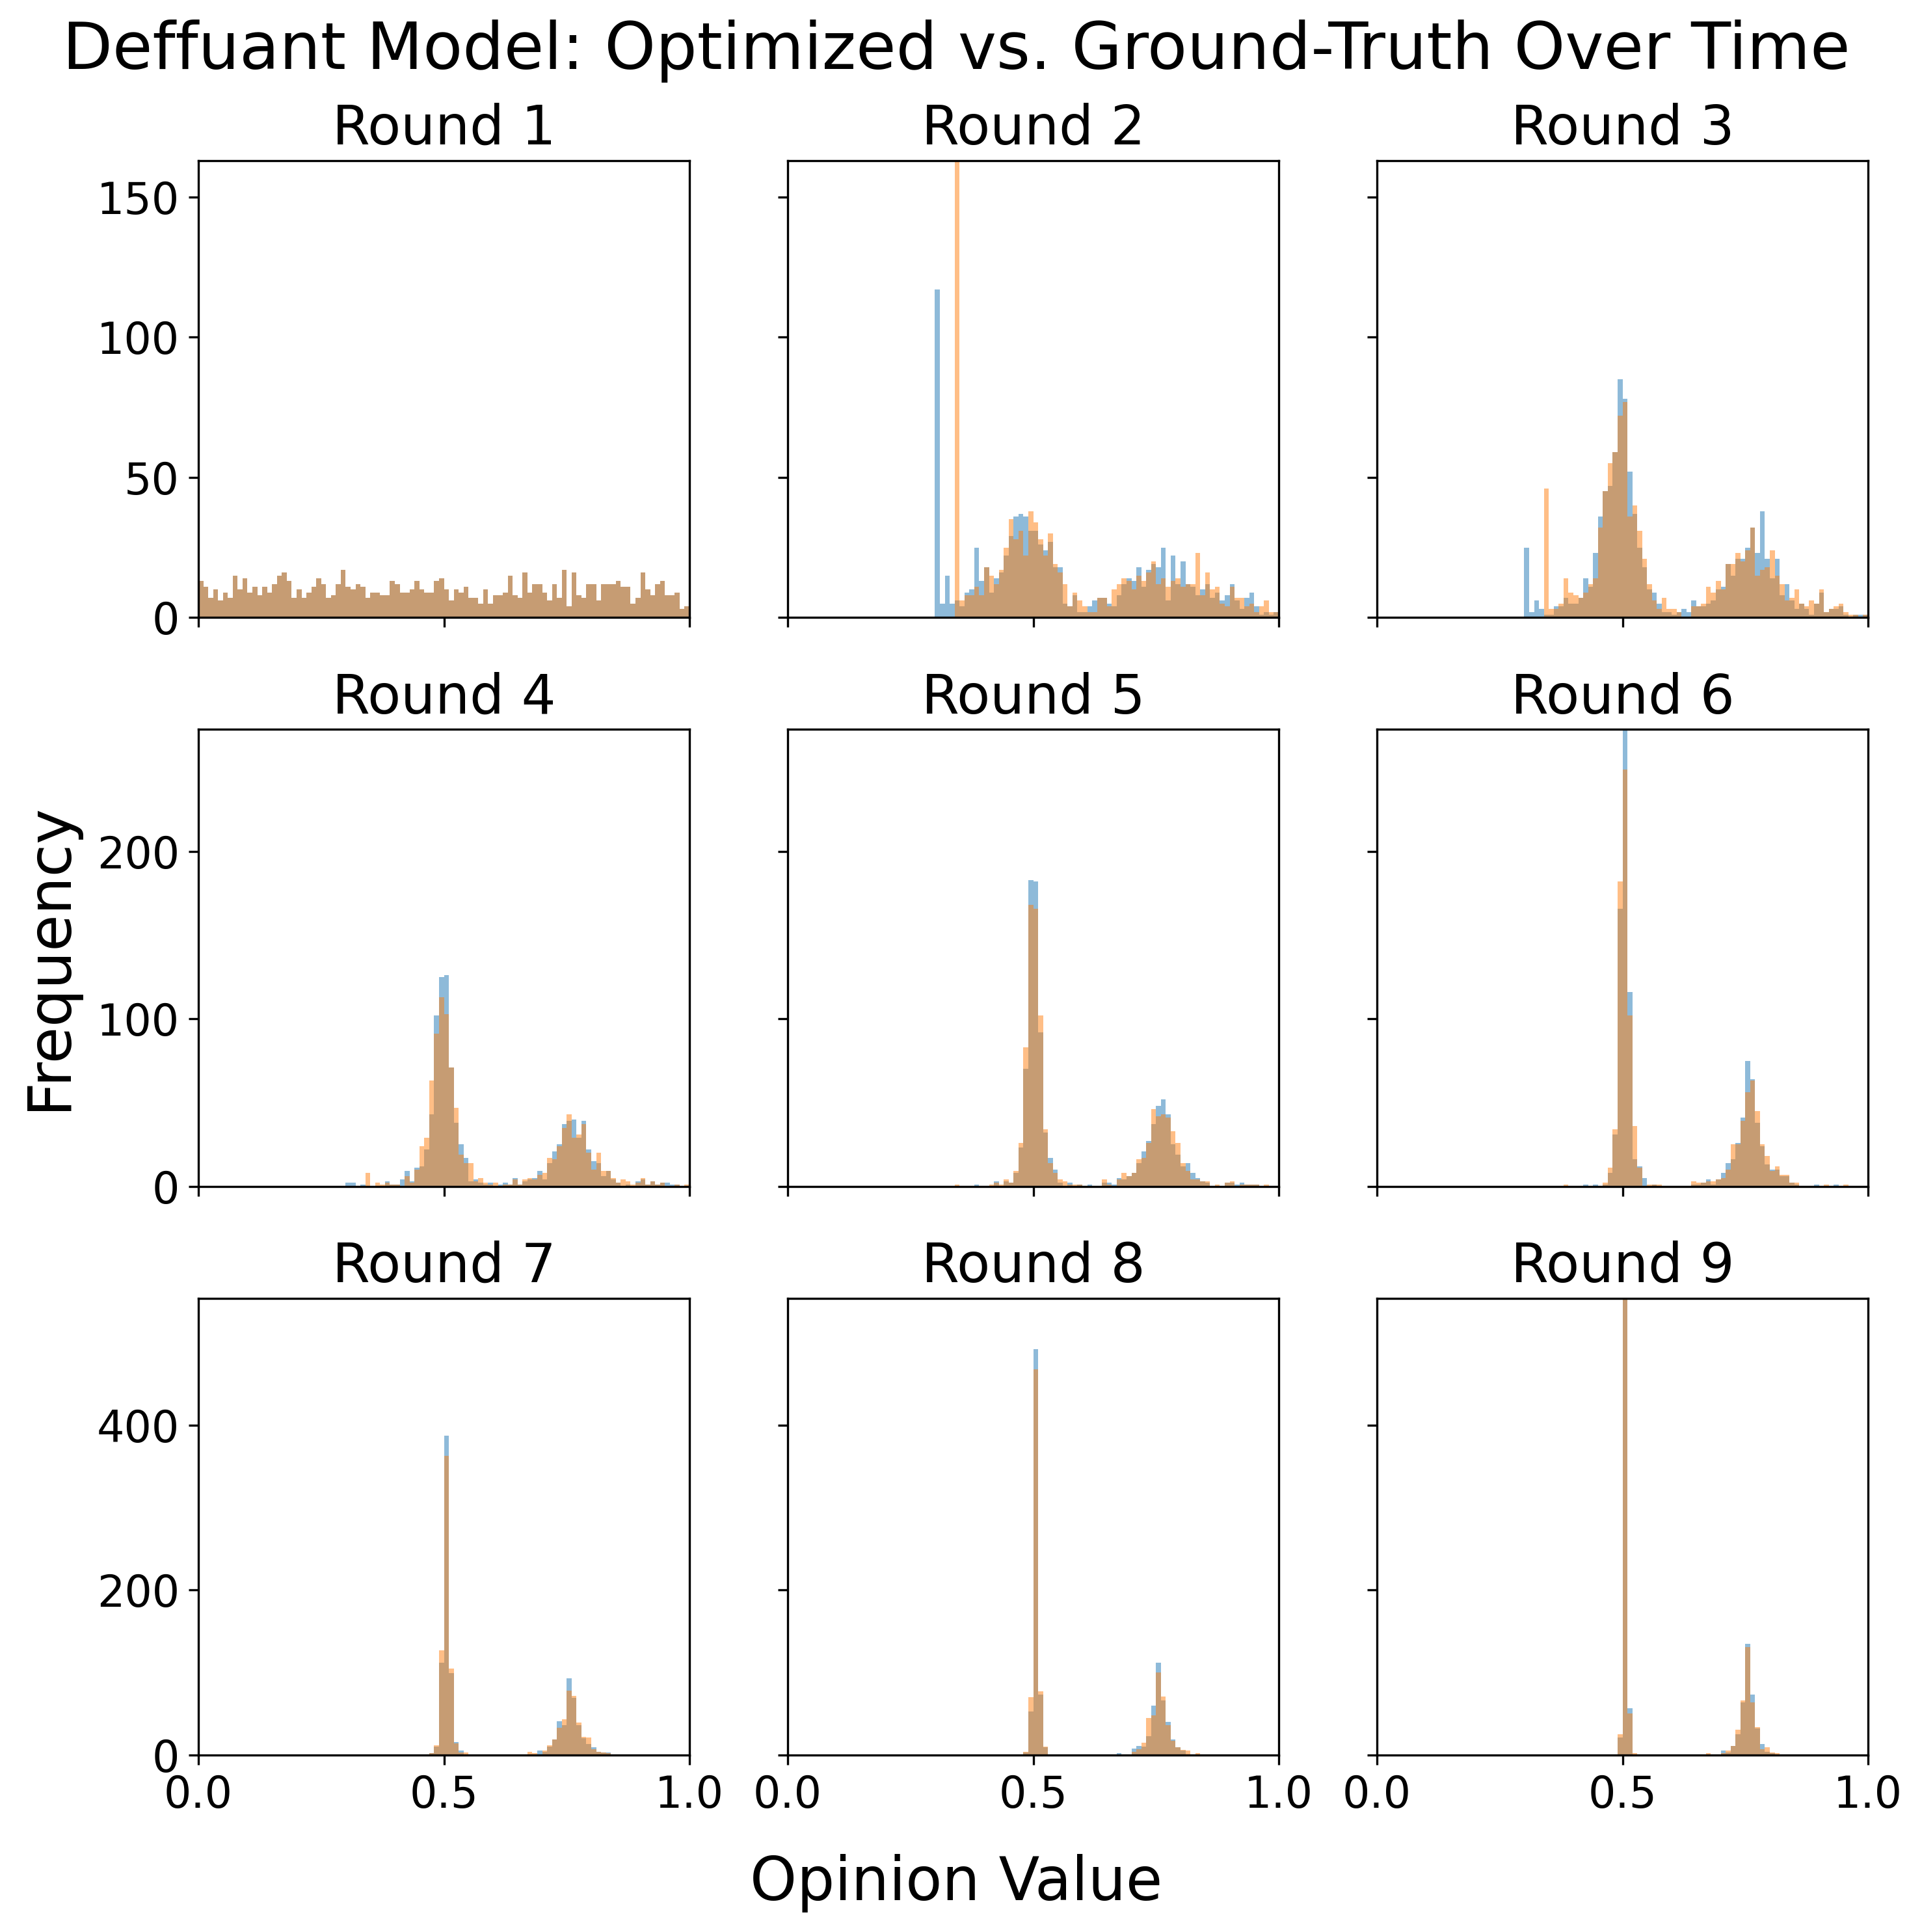 Deffuant Model: Optimized vs. Ground-Truth Over Time
Round 1
Round 2
Round 3
150
100
50
0
Round 4
Round 5
Round 6
Frequency
200
100
0
Round 7
Round 8
Round 9
400
200
0
0.0 0.5 1.0 0.0 0.5 1.0 0.0 0.5 1.0
Opinion Value